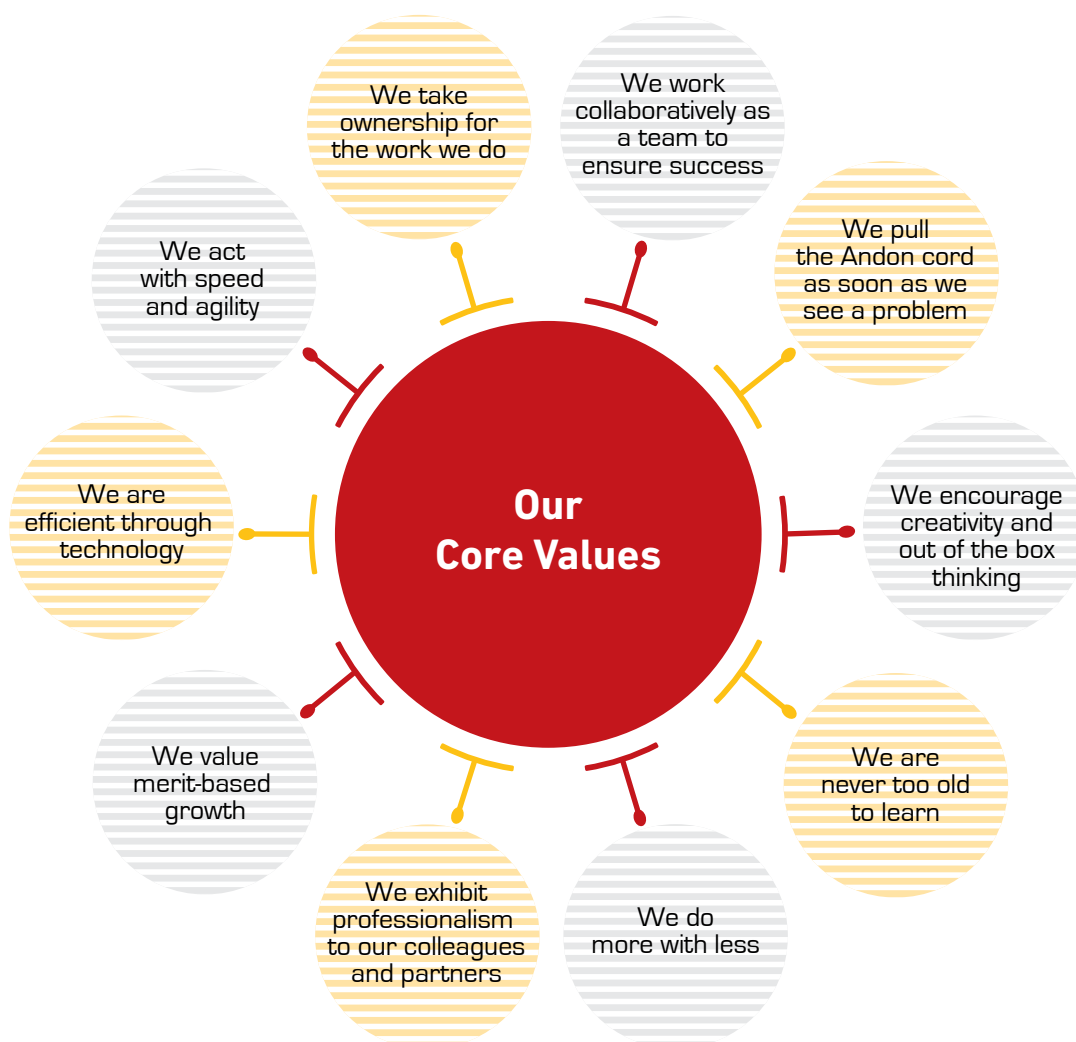 Our
Core Values
We work
collaboratively as
a team to
ensure success
We pull
the Andon cord
as soon as we
see a problem
We encourage
creativity and
out of the box
thinking
We are
never too old
to learn
We do
more with less
We exhibit
professionalism
to our colleagues
and partners
We value
merit-based
growth
We are
efficient through
technology
We act
with speed
and agility
We take
ownership for
the work we do